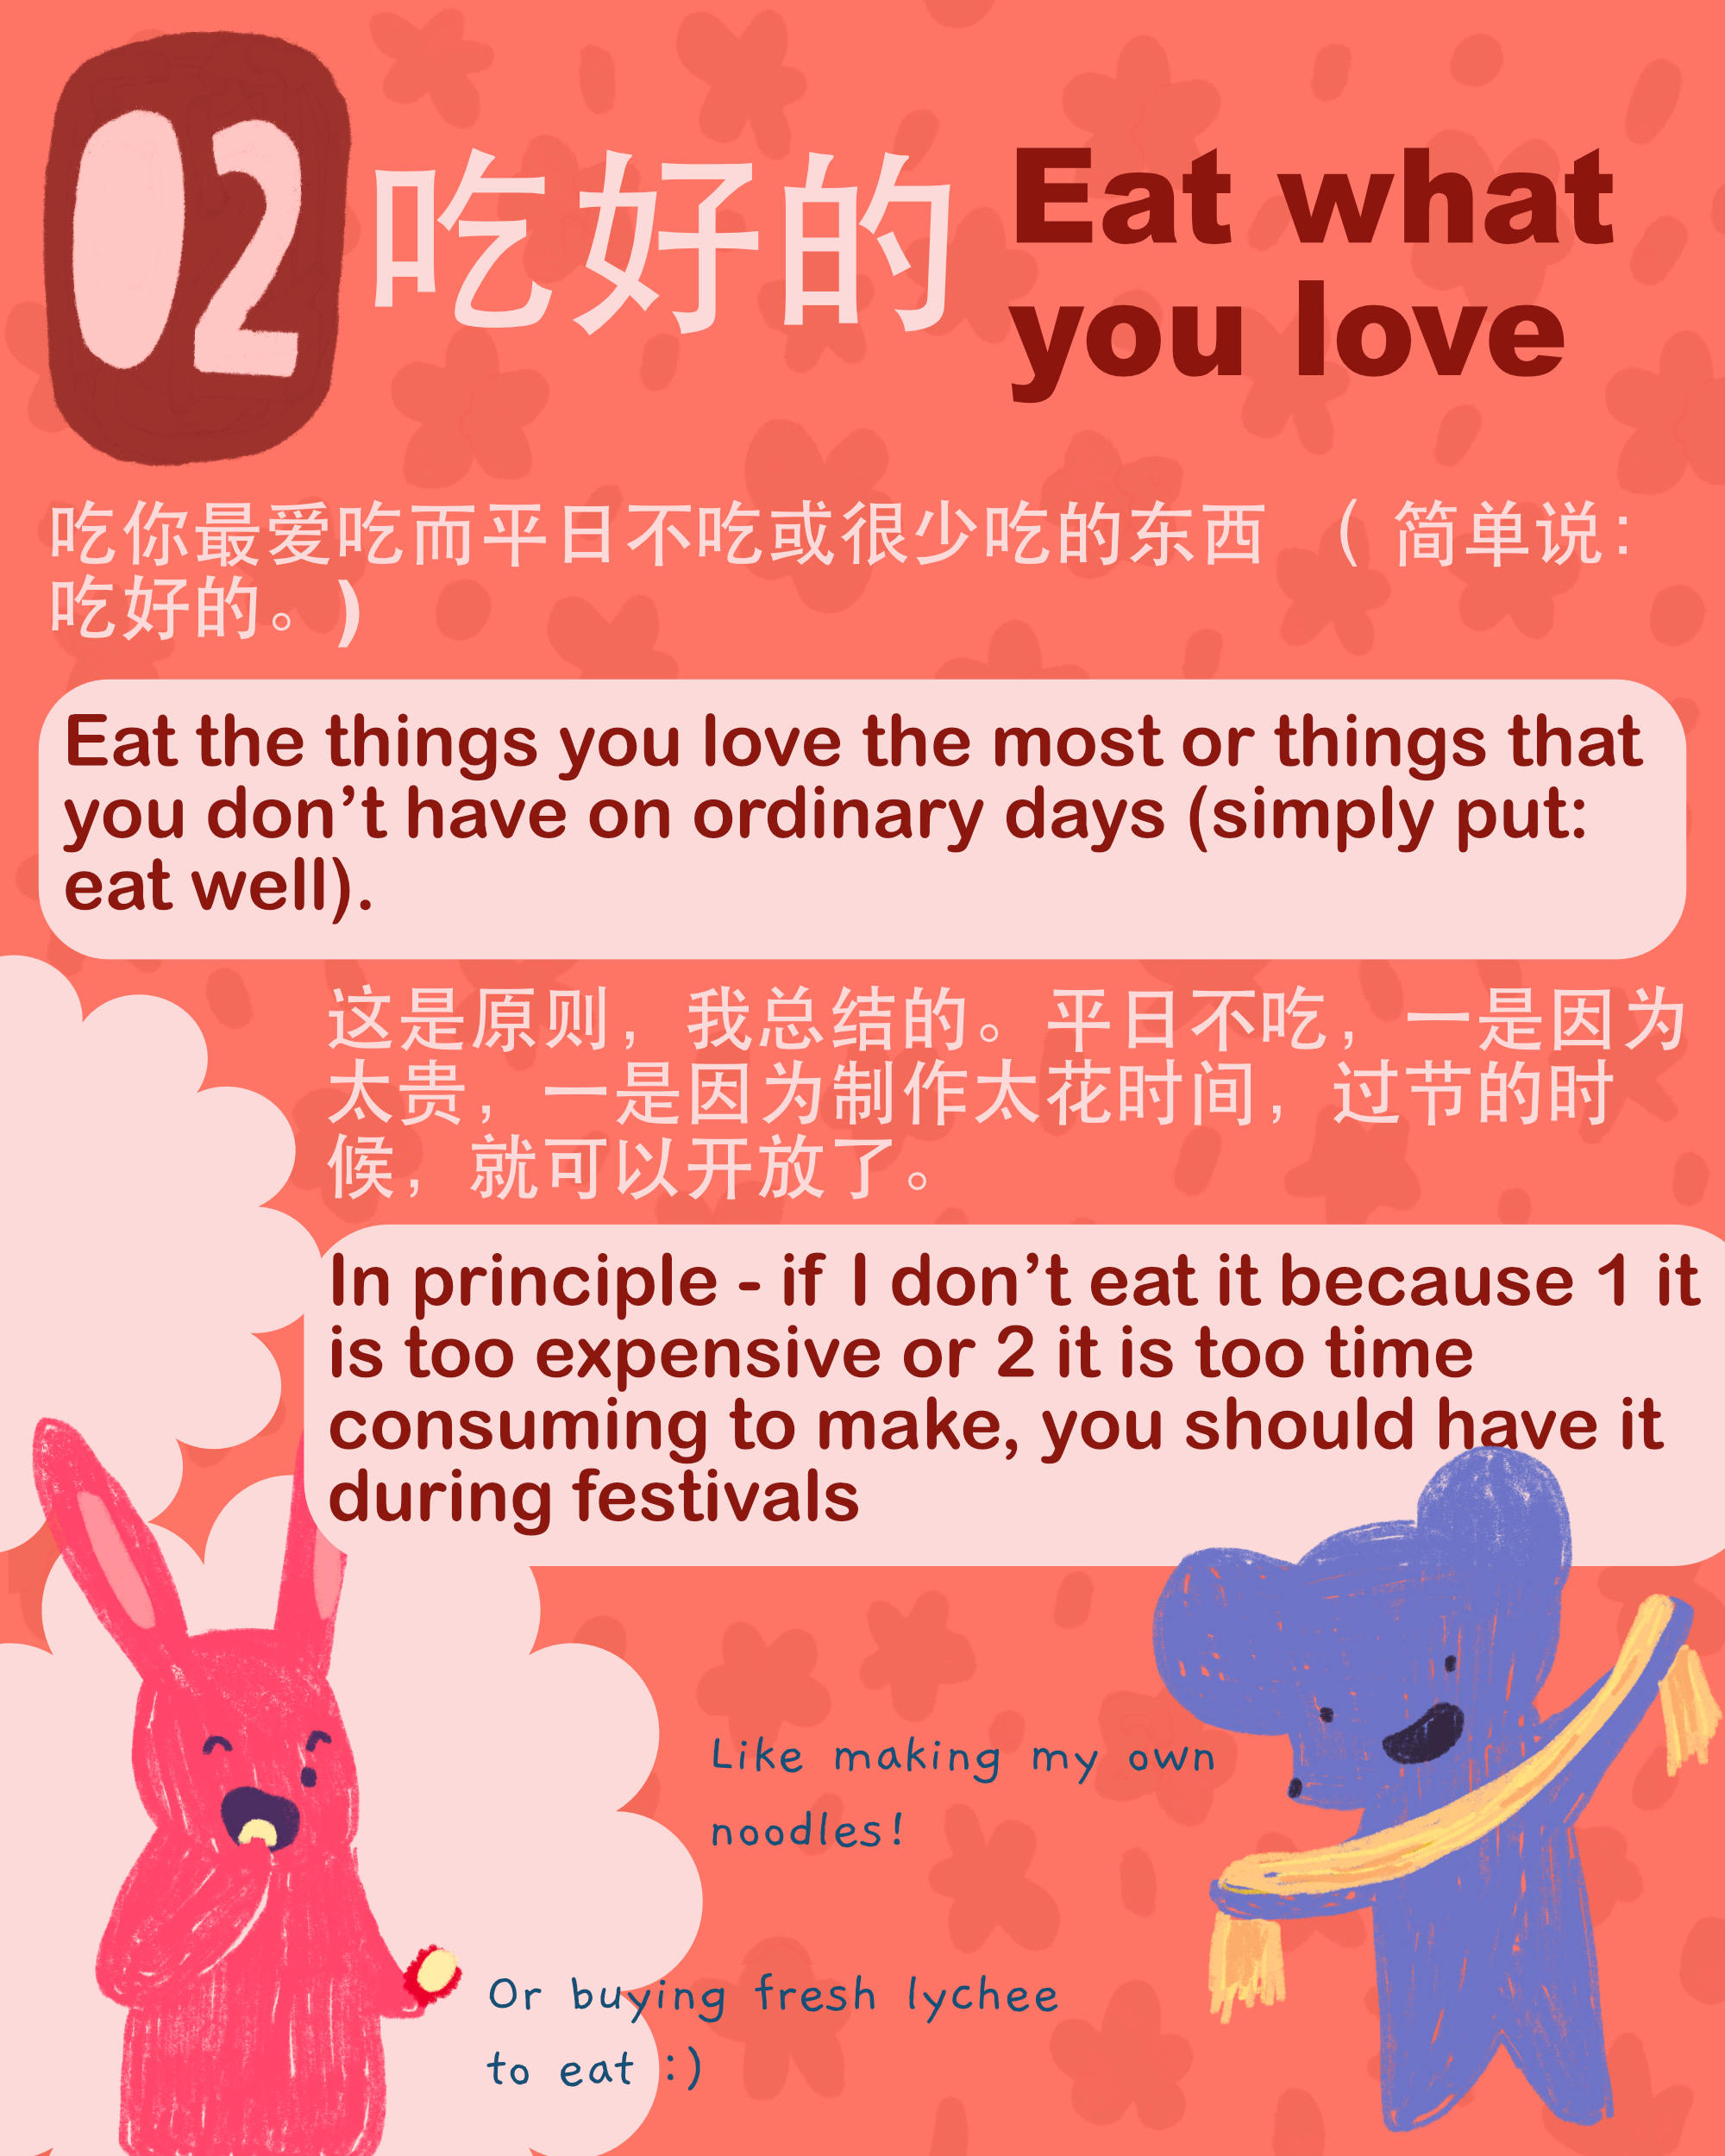 02
吃好的
Eat what
you love
吃你最爱吃而平日不吃或很少吃的东西 （ 简单说：
吃好的。)
Eat the things you love the most or things that
you don’t have on ordinary days (simply put:
eat well).
这是原则，我总结的。平日不吃，一是因为
太贵，一是因为制作太花时间，过节的时
候，就可以开放了。
In principle - if I don’t eat it because 1 it
is too expensive or 2 it is too time
consuming to make, you should have it
during festivals
Like making my own
noodles!
Or buying fresh lychee
to eat :)